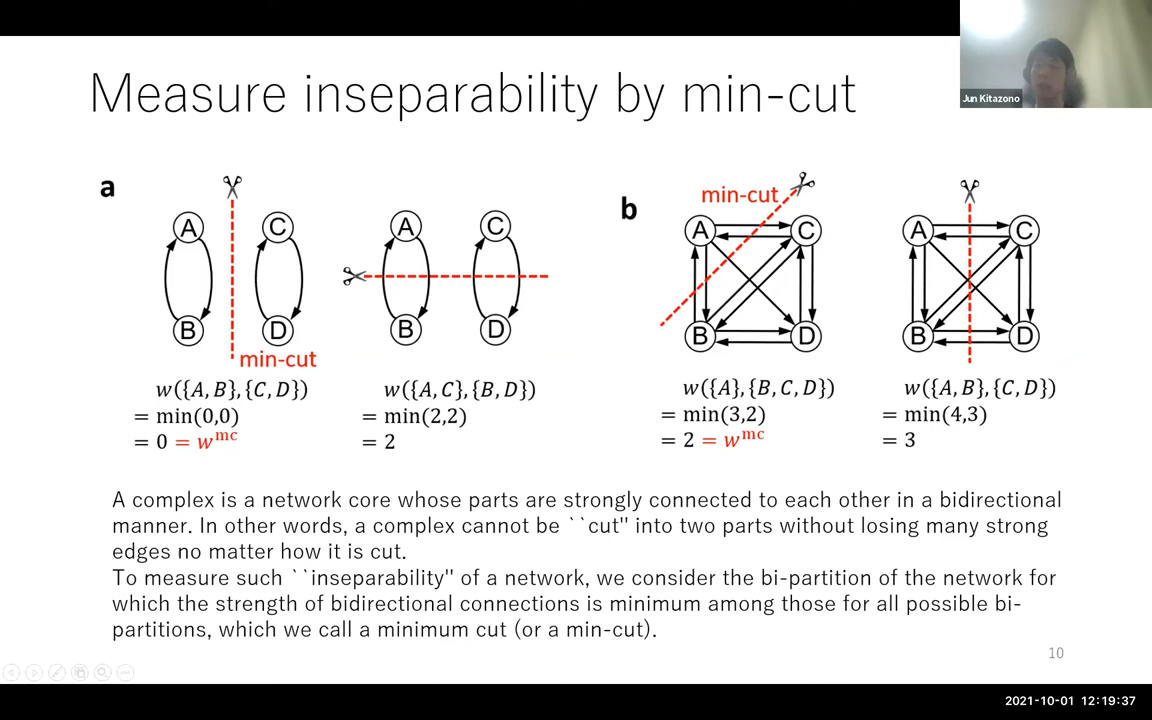 Measure inseparability by min-cut
Jun Kitazono
a
A
C
B
D
min-cut
w({A, B}, {C, D})
= min(0,0)
= 0 = wᵐᶜ
A
C
B
D
w({A, C}, {B, D})
= min(2,2)
= 2
b
min-cut
A
C
B
D
w({A}, {B, C, D})
= min(3,2)
= 2 = wᵐᶜ
A
C
B
D
w({A, B}, {C, D})
= min(4,3)
= 3
A complex is a network core whose parts are strongly connected to each other in a bidirectional
manner. In other words, a complex cannot be ``cut" into two parts without losing many strong
edges no matter how it is cut.
To measure such ``inseparability" of a network, we consider the bi-partition of the network for
which the strength of bidirectional connections is minimum among those for all possible bi-
partitions, which we call a minimum cut (or a min-cut).
10
2021-10-01 12:19:37